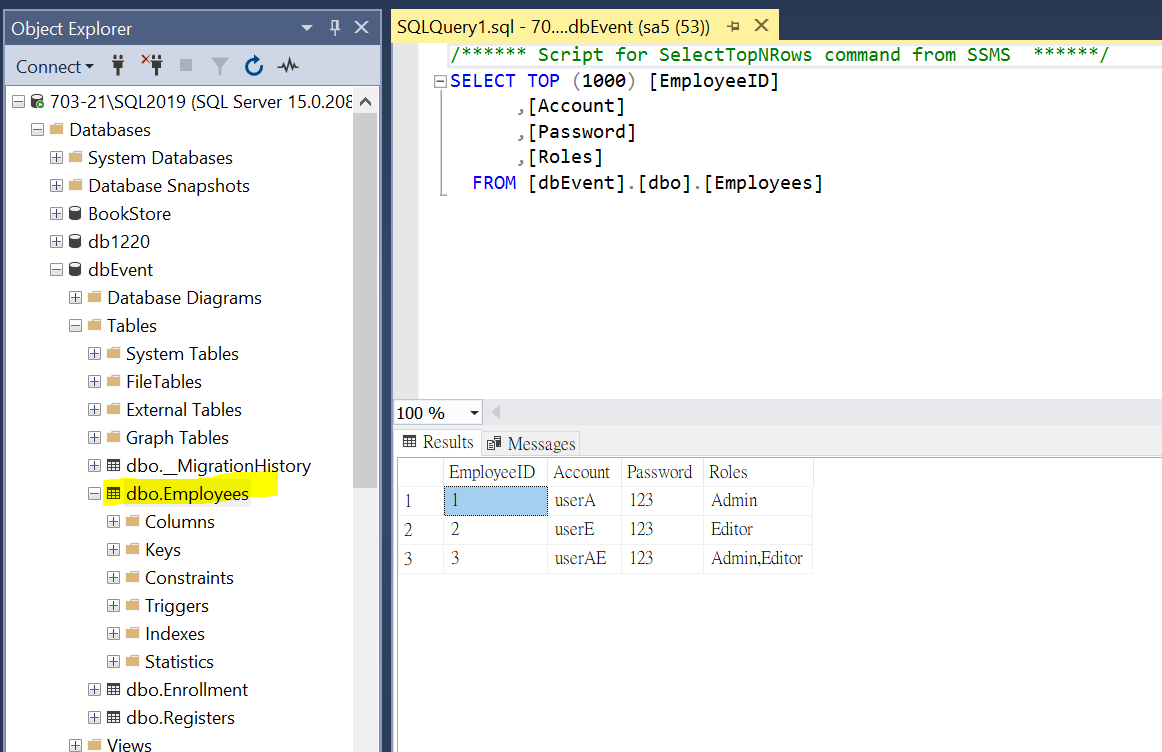 Object Explorer
Connect
703-21\SQL2019 (SQL Server 15.0.208
Databases
System Databases
Database Snapshots
BookStore
db1220
dbEvent
Database Diagrams
Tables
System Tables
FileTables
External Tables
Graph Tables
dbo.__MigrationHistory
dbo.Employees
Columns
Keys
Constraints
Triggers
Indexes
Statistics
dbo.Enrollment
dbo.Registers
Views
SQLQuery1.sql - 70....dbEvent (sa5 (53))
/****** Script for SelectTopNRows command from SSMS ******/
SELECT TOP (1000) [EmployeeID]
,[Account]
,[Password]
,[Roles]
FROM [dbEvent].[dbo].[Employees]
100 %
Results Messages
EmployeeID Account Password Roles
1 1 userA 123 Admin
2 2 userE 123 Editor
3 3 userAE 123 Admin,Editor